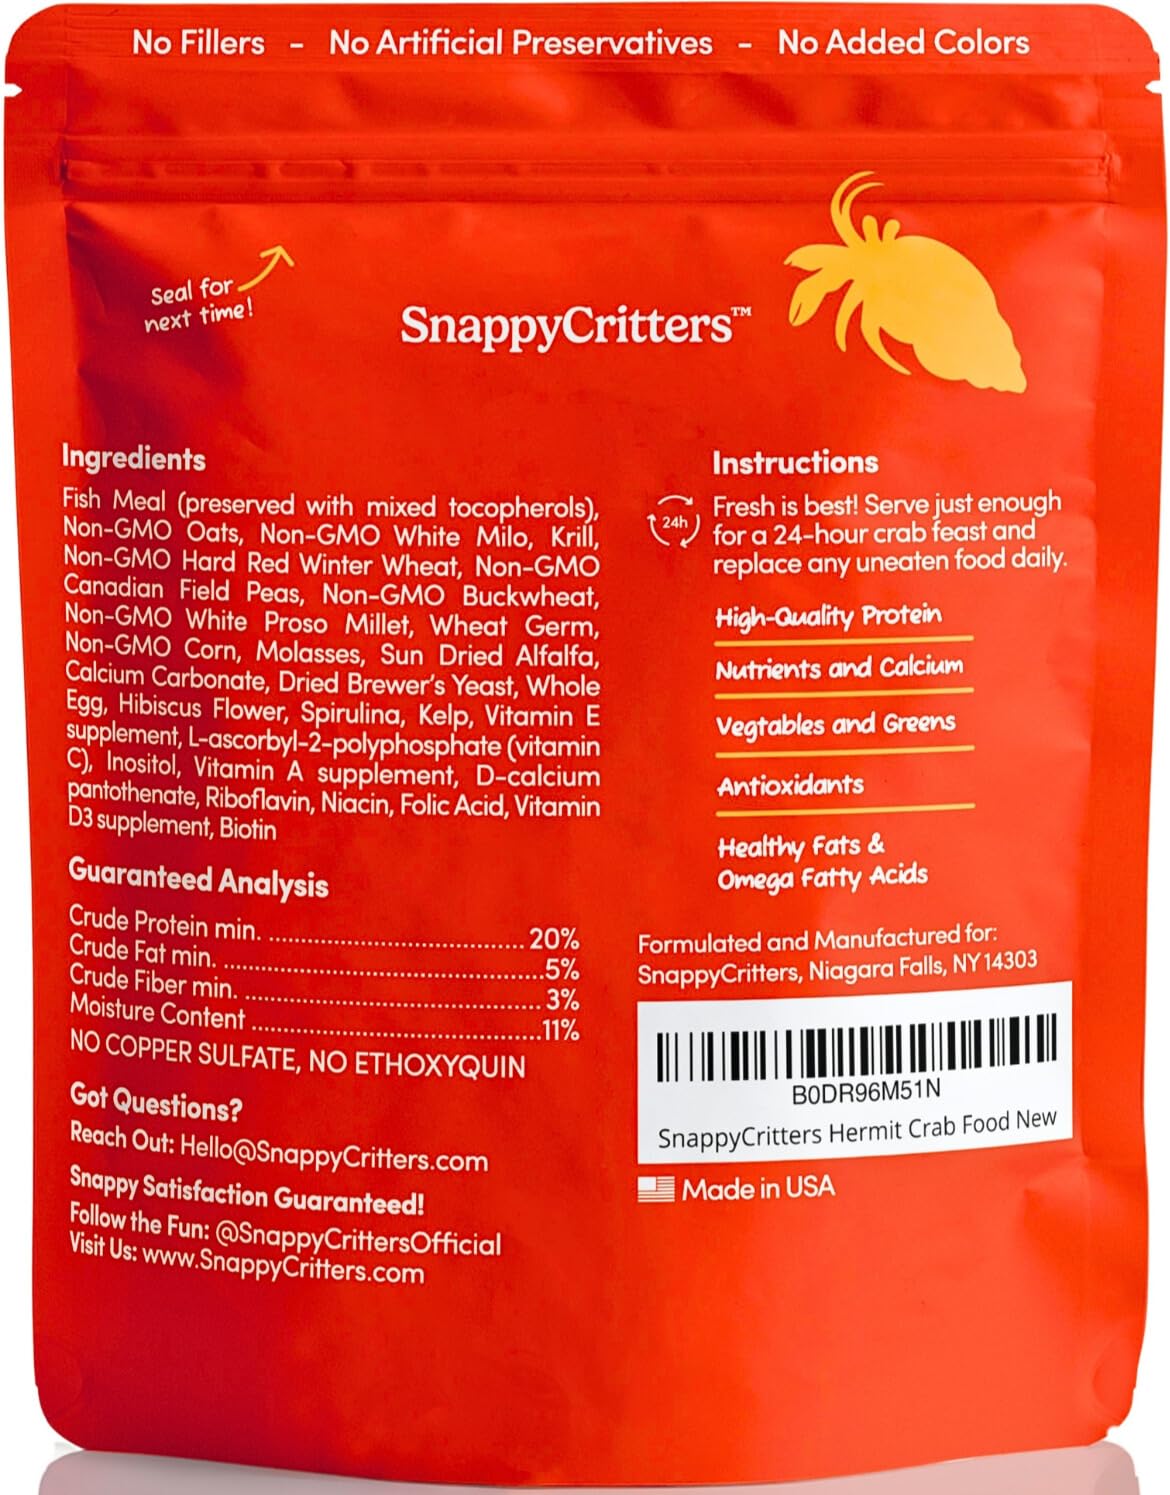 No Fillers - No Artificial Preservatives - No Added Colors
Seal for
next time!
SnappyCritters™
Ingredients
Fish Meal (preserved with mixed tocopherols),
Non-GMO Oats, Non-GMO White Milo, Krill,
Non-GMO Hard Red Winter Wheat, Non-GMO
Canadian Field Peas, Non-GMO Buckwheat,
Non-GMO White Proso Millet, Wheat Germ,
Non-GMO Corn, Molasses, Sun Dried Alfalfa,
Calcium Carbonate, Dried Brewer's Yeast, Whole
Egg, Hibiscus Flower, Spirulina, Kelp, Vitamin E
supplement, L-ascorbyl-2-polyphosphate (vitamin
C), Inositol, Vitamin A supplement, D-calcium
pantothenate, Riboflavin, Niacin, Folic Acid, Vitamin
D3 supplement, Biotin
Guaranteed Analysis
Crude Protein min. ........ 20%
Crude Fat min. ........ 5%
Crude Fiber min. ........ 3%
Moisture Content ........ 11%
NO COPPER SULFATE, NO ETHOXYQUIN
Got Questions?
Reach Out: Hello@SnappyCritters.com
Snappy Satisfaction Guaranteed!
Follow the Fun: @SnappyCrittersOfficial
Visit Us: www.SnappyCritters.com
Instructions
24h
Fresh is best! Serve just enough
for a 24-hour crab feast and
replace any uneaten food daily.
High-Quality Protein
Nutrients and Calcium
Vegtables and Greens
Antioxidants
Healthy Fats &
Omega Fatty Acids
Formulated and Manufactured for:
SnappyCritters, Niagara Falls, NY 14303
B0DR96M51N
SnappyCritters Hermit Crab Food New
Made in USA